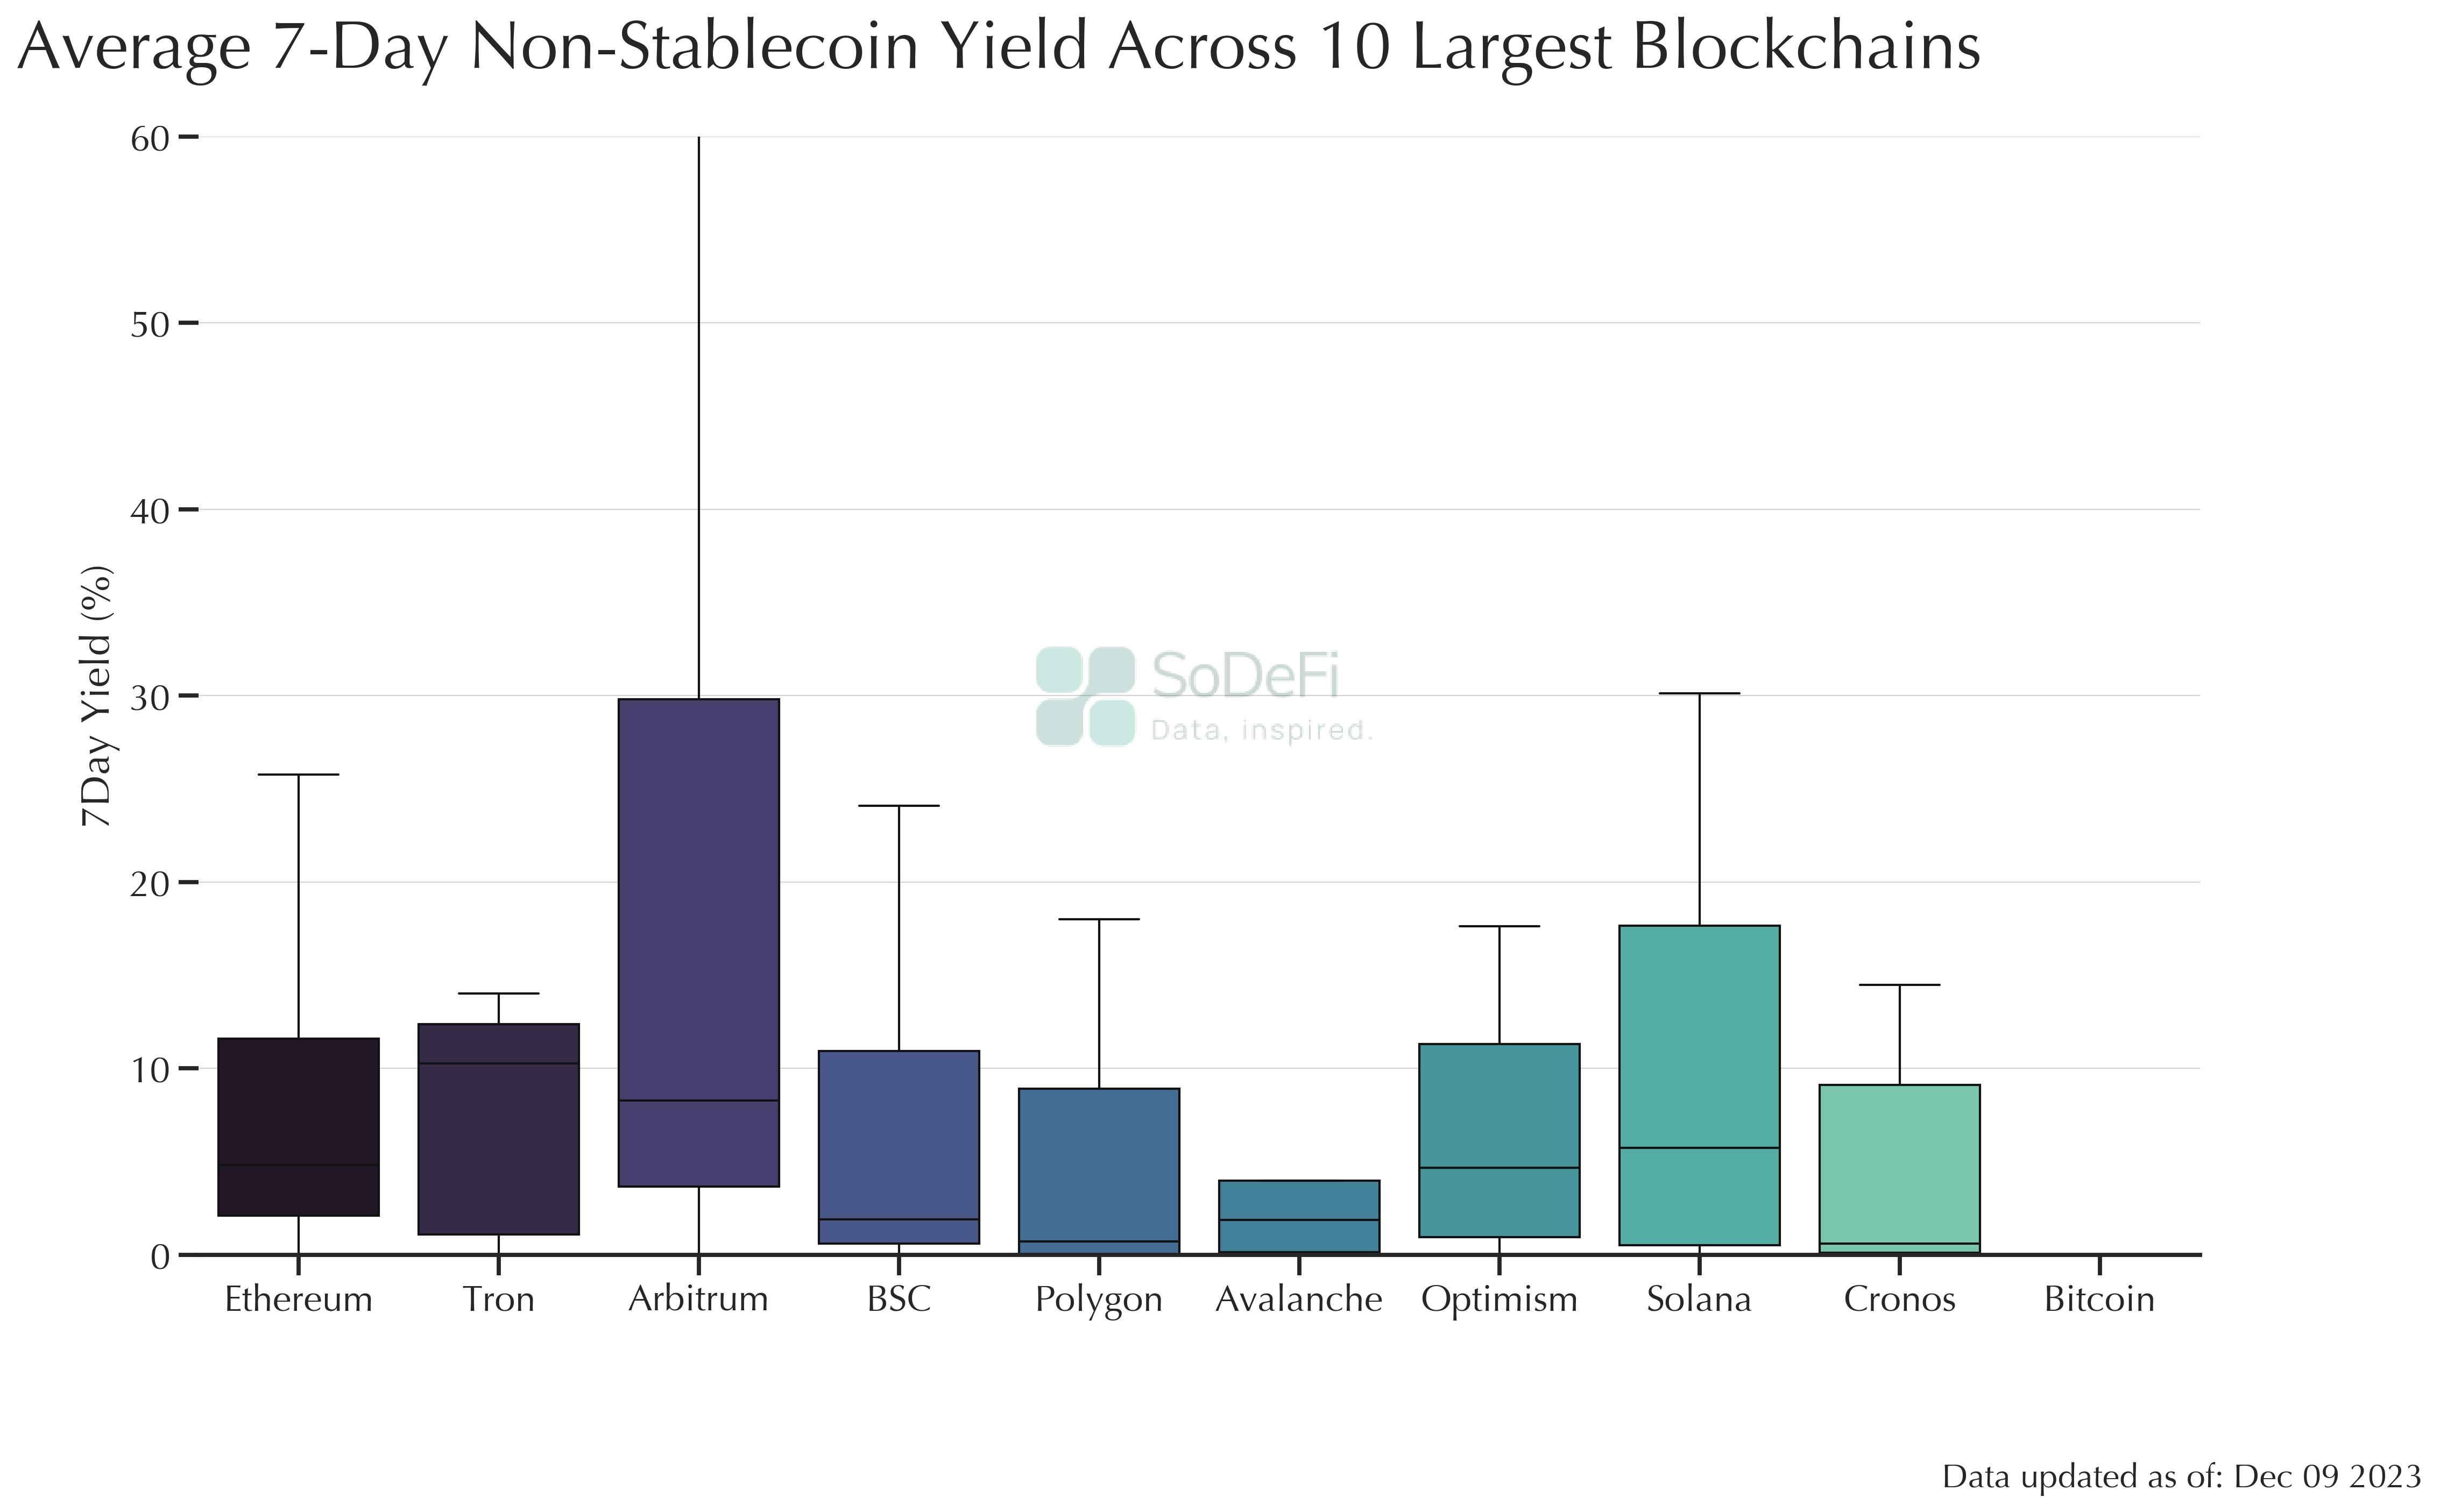 Average 7-Day Non-Stablecoin Yield Across 10 Largest Blockchains
60
50
40
30
20
10
0
7Day Yield (%)
SoDeFi
Data, inspired.
Ethereum Tron Arbitrum BSC Polygon Avalanche Optimism Solana Cronos Bitcoin
Data updated as of: Dec 09 2023